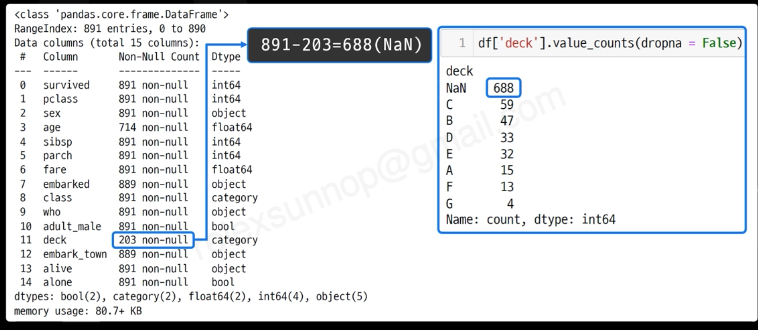 <class 'pandas.core.frame.DataFrame'>
RangeIndex: 891 entries, 0 to 890
Data columns (total 15 columns):
 #   Column       Non-Null Count  Dtype
---  ------       --------------  -----
 0   survived     891 non-null    int64
 1   pclass       891 non-null    int64
 2   sex          891 non-null    object
 3   age          714 non-null    float64
 4   sibsp        891 non-null    int64
 5   parch        891 non-null    int64
 6   fare         891 non-null    float64
 7   embarked     889 non-null    object
 8   class        891 non-null    category
 9   who          891 non-null    object
 10  adult_male   891 non-null    bool
 11  deck         203 non-null    category
 12  embark_town  889 non-null    object
 13  alive        891 non-null    object
 14  alone        891 non-null    bool
dtypes: bool(2), category(2), float64(2), int64(4), object(5)
memory usage: 80.7+ KB
891-203=688(NaN)
1 df['deck'].value_counts(dropna = False)
deck
NaN 688
C 59
B 47
D 33
E 32
A 15
F 13
G 4
Name: count, dtype: int64